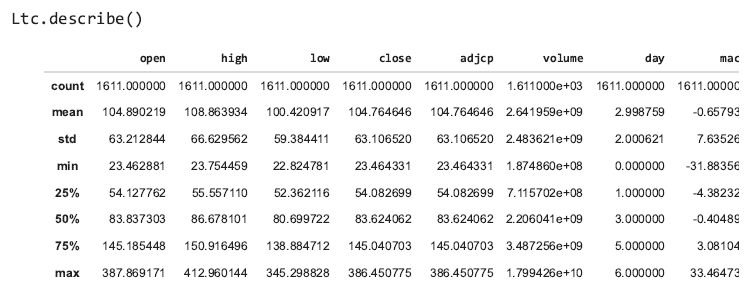 Ltc.describe()
open high low close adjcp volume day mac
count 1611.000000 1611.000000 1611.000000 1611.000000 1611.000000 1.611000e+03 1611.000000 1611.00000
mean 104.890219 108.863934 100.420917 104.764646 104.764646 2.641959e+09 2.998759 -0.65793
std 63.212844 66.629562 59.384411 63.106520 63.106520 2.483621e+09 2.000621 7.63526
min 23.462881 23.754459 22.824781 23.464331 23.464331 1.874860e+08 0.000000 -31.88356
25% 54.127762 55.557110 52.362116 54.082699 54.082699 7.115702e+08 1.000000 -4.38232
50% 83.837303 86.678101 80.699722 83.624062 83.624062 2.206041e+09 3.000000 -0.40489
75% 145.185448 150.916496 138.884712 145.040703 145.040703 3.487256e+09 5.000000 3.08104
max 387.869171 412.960144 345.298828 386.450775 386.450775 1.799426e+10 6.000000 33.46473